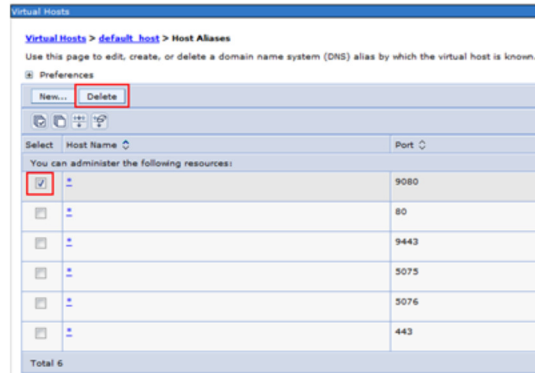 Virtual Hosts
Virtual Hosts > default_host > Host Aliases
Use this page to edit, create, or delete a domain name system (DNS) alias by which the virtual host is known.
Preferences
New... Delete
Select Host Name Port
You can administer the following resources:
* 9080
* 80
* 9443
* 5075
* 5076
* 443
Total 6